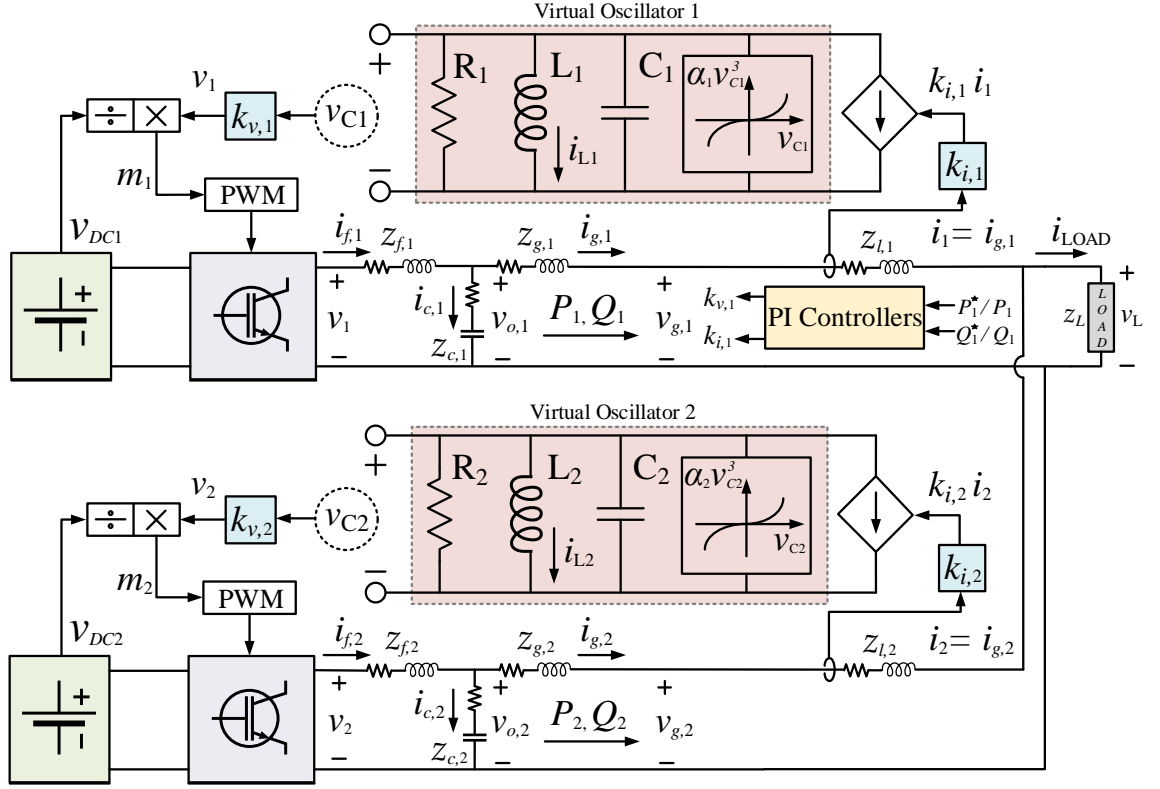 Virtual Oscillator 1
+
R1
L1
C1
α1v³C1
ki,1 i1
v1
kv,1
vC1
÷ ×
iL1
vC1
m1
PWM
−
ki,1
vDC1
if,1
zf,1
zg,1
ig,1
zl,1
i1= ig,1
iLOAD
+
+
+
+
+
−
v1
ic,1
vo,1
P1, Q1
vg,1
kv,1
ki,1
PI Controllers
P1*/P1
Q1*/Q1
zL
LOAD
vL
zc,1
−
−
−
−
Virtual Oscillator 2
+
R2
L2
C2
α2v³C2
ki,2 i2
v2
kv,2
vC2
÷ ×
iL2
vC2
m2
PWM
−
ki,2
vDC2
if,2
zf,2
zg,2
ig,2
zl,2
i2= ig,2
+
+
+
+
−
v2
ic,2
vo,2
P2, Q2
vg,2
zc,2
−
−
−